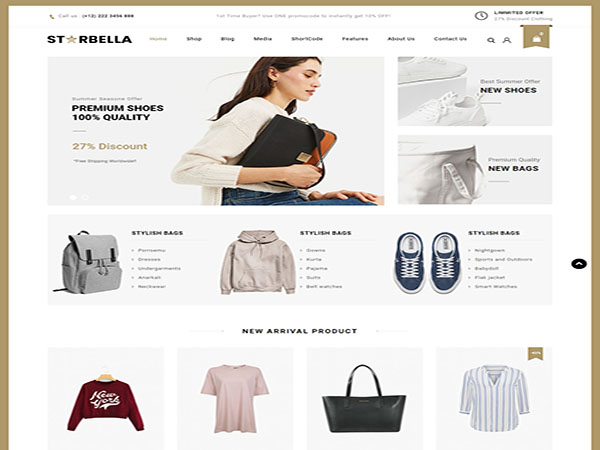 Call us : (+12) 222 3456 888
1st Time Buyer? Use ONE promocode to instantly get 10% OFF!
UNLIMITED OFFER
27% Discount Clothing
ST RBELLA
Home
Shop
Blog
Media
ShortCode
Features
About Us
Contact Us
0
Summer Seasons Offer
PREMIUM SHOES
100% QUALITY
27% Discount
*Free Shipping Worldwide!!
Best Summer Offer
NEW SHOES
Premium Quality
NEW BAGS
STYLISH BAGS
Pornsemu
Dresses
Undergarments
Anarkali
Neckwear
STYLISH BAGS
Gowns
Kurta
Pajama
Suits
Belt watches
STYLISH BAGS
Nightgown
Sports and Outdoors
Babydoll
Flak jacket
Smart Watches
NEW ARRIVAL PRODUCT
New
York